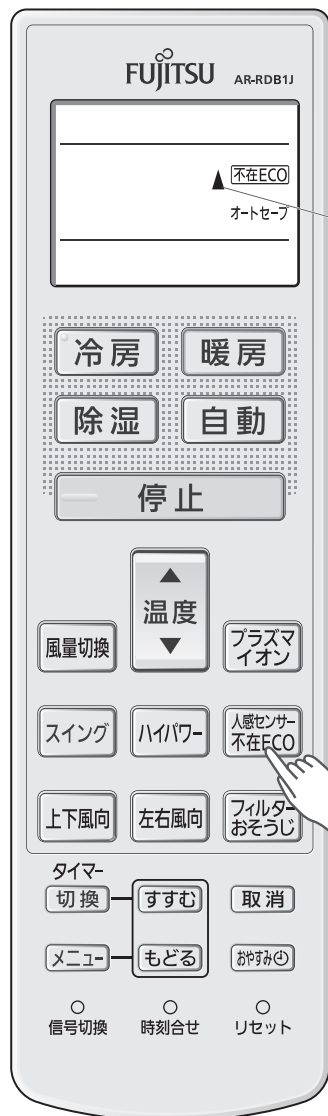 FUJITSU AR-RDB1J
▲ 不在ECO
オートセーブ
冷房 暖房
除湿 自動
停止
▲
温度
▼
風量切換 プラズマ
イオン
スイング ハイパワー 人感センサー
不在ECO
上下風向 左右風向 フィルター
おそうじ
タイマー
切換 すすむ 取消
メニュー もどる おやすみ
信号切換 時刻合せ リセット